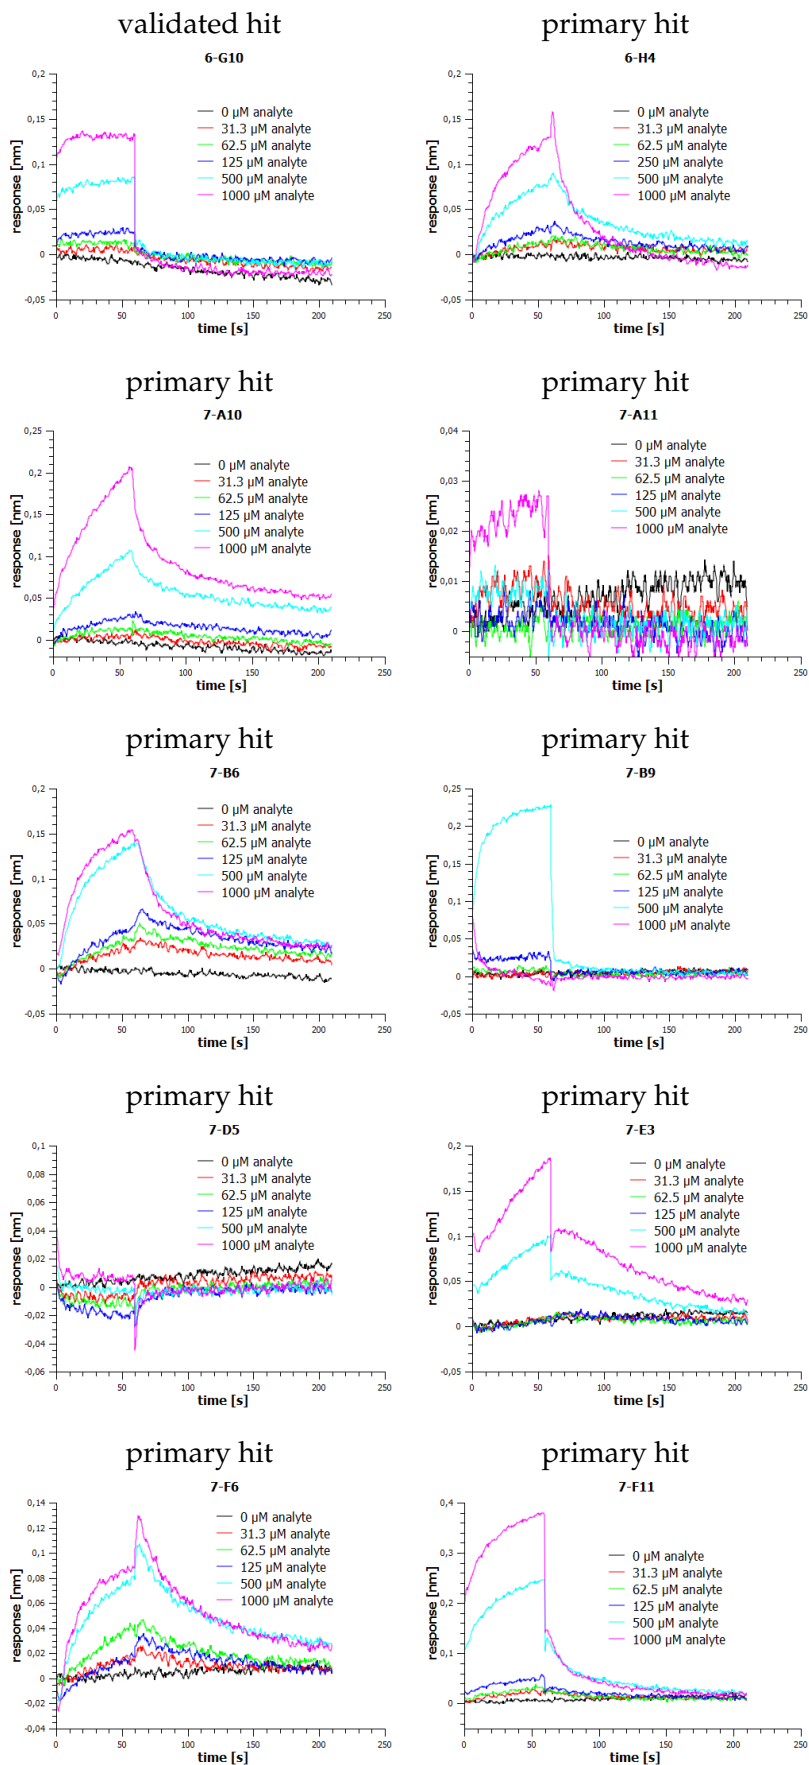 validated hit
6-G10
0,2
0,15
0,1
0,05
0
-0,05
response [nm]
0 µM analyte
31.3 µM analyte
62.5 µM analyte
125 µM analyte
500 µM analyte
1000 µM analyte
0 50 100 150 200 250
time [s]
primary hit
6-H4
0,2
0,15
0,1
0,05
0
-0,05
response [nm]
0 µM analyte
31.3 µM analyte
62.5 µM analyte
250 µM analyte
500 µM analyte
1000 µM analyte
0 50 100 150 200 250
time [s]
primary hit
7-A10
0,25
0,2
0,15
0,1
0,05
0
response [nm]
0 µM analyte
31.3 µM analyte
62.5 µM analyte
125 µM analyte
500 µM analyte
1000 µM analyte
0 50 100 150 200 250
time [s]
primary hit
7-A11
0,04
0,03
0,02
0,01
0
response [nm]
0 µM analyte
31.3 µM analyte
62.5 µM analyte
125 µM analyte
500 µM analyte
1000 µM analyte
0 50 100 150 200 250
time [s]
primary hit
7-B6
0,2
0,15
0,1
0,05
0
-0,05
response [nm]
0 µM analyte
31.3 µM analyte
62.5 µM analyte
125 µM analyte
500 µM analyte
1000 µM analyte
0 50 100 150 200 250
time [s]
primary hit
7-B9
0,25
0,2
0,15
0,1
0,05
0
-0,05
response [nm]
0 µM analyte
31.3 µM analyte
62.5 µM analyte
125 µM analyte
500 µM analyte
1000 µM analyte
0 50 100 150 200 250
time [s]
primary hit
7-D5
0,1
0,08
0,06
0,04
0,02
0
-0,02
-0,04
-0,06
response [nm]
0 µM analyte
31.3 µM analyte
62.5 µM analyte
125 µM analyte
500 µM analyte
1000 µM analyte
0 50 100 150 200 250
time [s]
primary hit
7-E3
0,2
0,15
0,1
0,05
0
-0,05
response [nm]
0 µM analyte
31.3 µM analyte
62.5 µM analyte
125 µM analyte
500 µM analyte
1000 µM analyte
0 50 100 150 200 250
time [s]
primary hit
7-F6
0,14
0,12
0,1
0,08
0,06
0,04
0,02
0
-0,02
-0,04
response [nm]
0 µM analyte
31.3 µM analyte
62.5 µM analyte
125 µM analyte
500 µM analyte
1000 µM analyte
0 50 100 150 200 250
time [s]
primary hit
7-F11
0,4
0,3
0,2
0,1
0
response [nm]
0 µM analyte
31.3 µM analyte
62.5 µM analyte
125 µM analyte
500 µM analyte
1000 µM analyte
0 50 100 150 200 250
time [s]